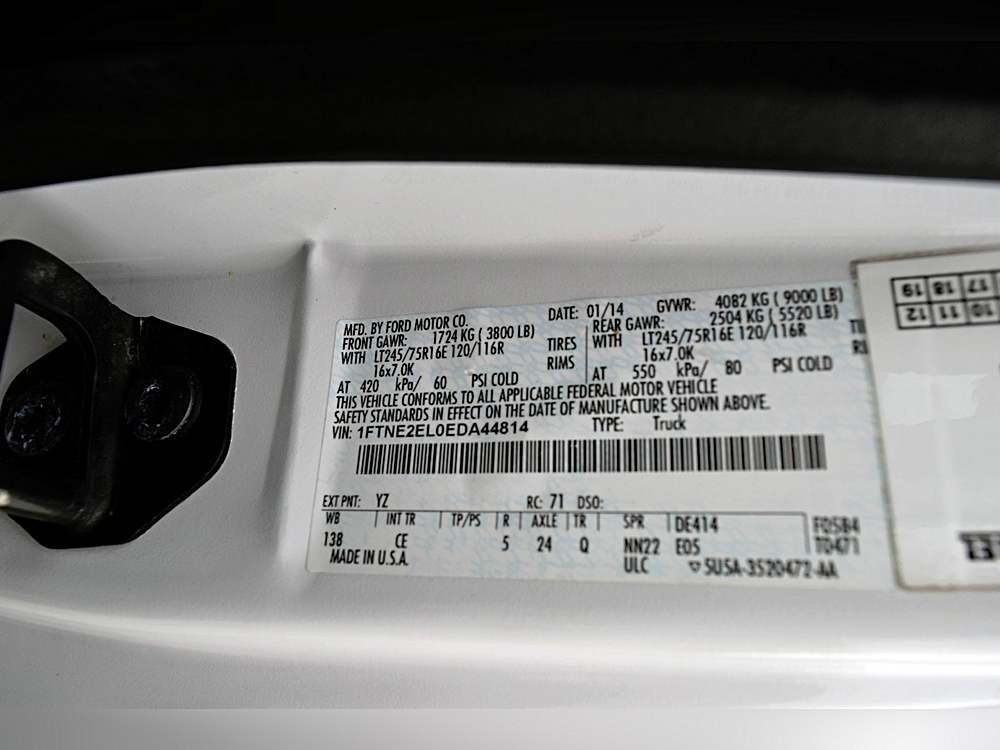 MFD. BY FORD MOTOR CO. DATE: 01/14 GVWR: 4082 KG ( 9000 LB)
FRONT GAWR: 1724 KG ( 3800 LB) REAR GAWR: 2504 KG ( 5520 LB)
WITH LT245/75R16E 120/116R TIRES WITH LT245/75R16E 120/116R
16x7.0K RIMS 16x7.0K
AT 420 kPa/ 60 PSI COLD AT 550 kPa/ 80 PSI COLD
THIS VEHICLE CONFORMS TO ALL APPLICABLE FEDERAL MOTOR VEHICLE
SAFETY STANDARDS IN EFFECT ON THE DATE OF MANUFACTURE SHOWN ABOVE.
VIN: 1FTNE2EL0EDA44814 TYPE: Truck
EXT PNT: YZ RC: 71 DSO:
WB INT TR TP/PS R AXLE TR SPR DE414 F0584
138 CE 5 24 Q NN22 E05 T0471
MADE IN U.S.A. ULC ▽SU5A-3520472-AA
17 18 19
10 11 12